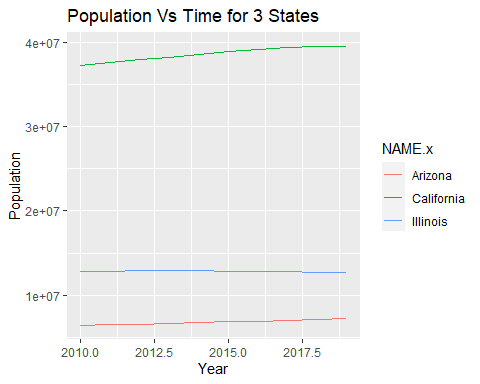 Population Vs Time for 3 States
4e+07
3e+07
2e+07
1e+07
Population
2010.0 2012.5 2015.0 2017.5
Year
NAME.x
Arizona
California
Illinois